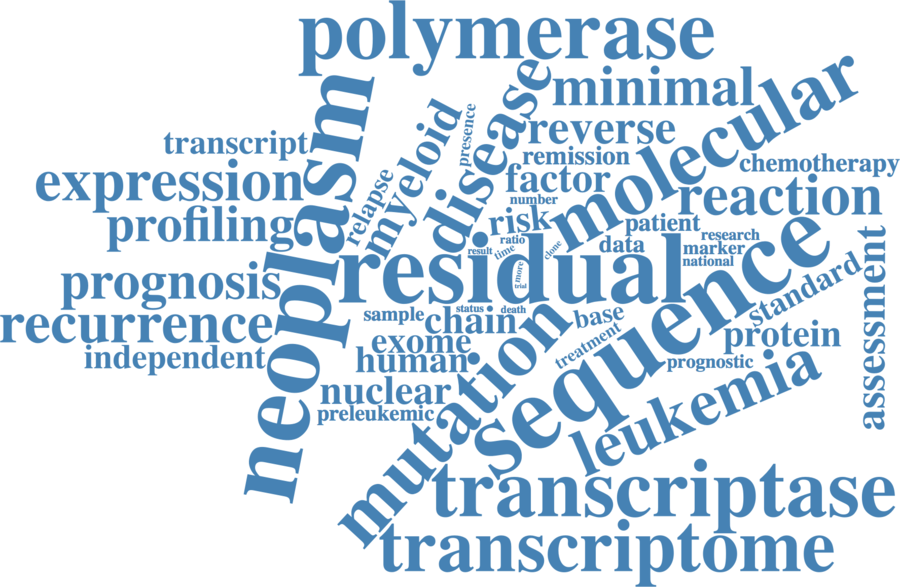 polymerase
neoplasm
disease
minimal
molecular
myeloid
presence
reverse
transcript
remission
chemotherapy
expression
factor
reaction
relapse
number
profiling
risk
patient
ratio
research
data
marker
result
time
clone
national
residual
more
trial
sequence
assessment
standard
prognosis
recurrence
sample
status
death
chain
base
protein
independent
exome
treatment
human
prognostic
mutation
nuclear
preleukemic
leukemia
transcriptase
transcriptome